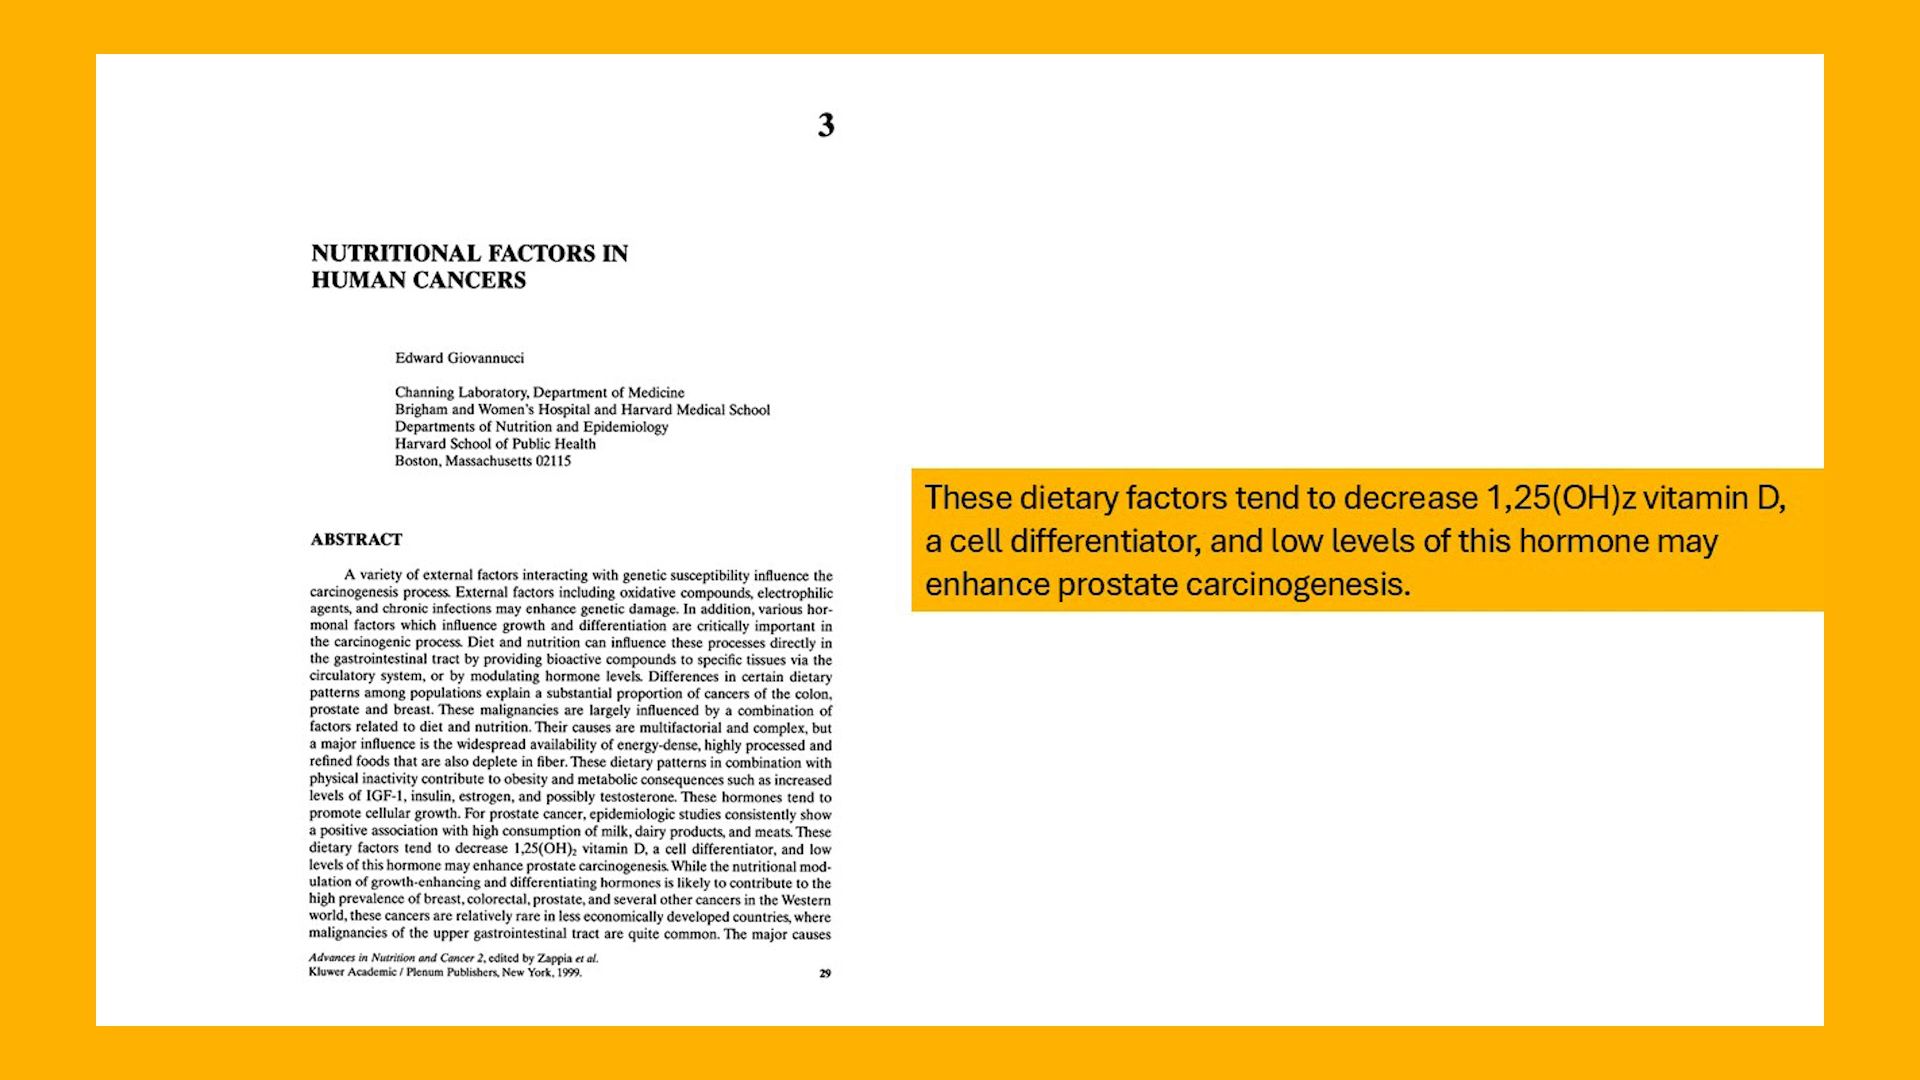 3
NUTRITIONAL FACTORS IN
HUMAN CANCERS
Edward Giovannucci
Channing Laboratory, Department of Medicine
Brigham and Women's Hospital and Harvard Medical School
Departments of Nutrition and Epidemiology
Harvard School of Public Health
Boston, Massachusetts 02115
ABSTRACT
A variety of external factors interacting with genetic susceptibility influence the
carcinogenesis process. External factors including oxidative compounds, electrophilic
agents, and chronic infections may enhance genetic damage. In addition, various hor-
monal factors which influence growth and differentiation are critically important in
the carcinogenic process. Diet and nutrition can influence these processes directly in
the gastrointestinal tract by providing bioactive compounds to specific tissues via the
circulatory system, or by modulating hormone levels. Differences in certain dietary
patterns among populations explain a substantial proportion of cancers of the colon,
prostate and breast. These malignancies are largely influenced by a combination of
factors related to diet and nutrition. Their causes are multifactorial and complex, but
a major influence is the widespread availability of energy-dense, highly processed and
refined foods that are also deplete in fiber. These dietary patterns in combination with
physical inactivity contribute to obesity and metabolic consequences such as increased
levels of IGF-1, insulin, estrogen, and possibly testosterone. These hormones tend to
promote cellular growth. For prostate cancer, epidemiologic studies consistently show
a positive association with high consumption of milk, dairy products, and meats. These
dietary factors tend to decrease 1,25(OH)₂ vitamin D, a cell differentiator, and low
levels of this hormone may enhance prostate carcinogenesis. While the nutritional mod-
ulation of growth-enhancing and differentiating hormones is likely to contribute to the
high prevalence of breast, colorectal, prostate, and several other cancers in the Western
world, these cancers are relatively rare in less economically developed countries, where
malignancies of the upper gastrointestinal tract are quite common. The major causes
Advances in Nutrition and Cancer 2, edited by Zappia et al.
Kluwer Academic / Plenum Publishers, New York, 1999.
29
These dietary factors tend to decrease 1,25(OH)z vitamin D,
a cell differentiator, and low levels of this hormone may
enhance prostate carcinogenesis.